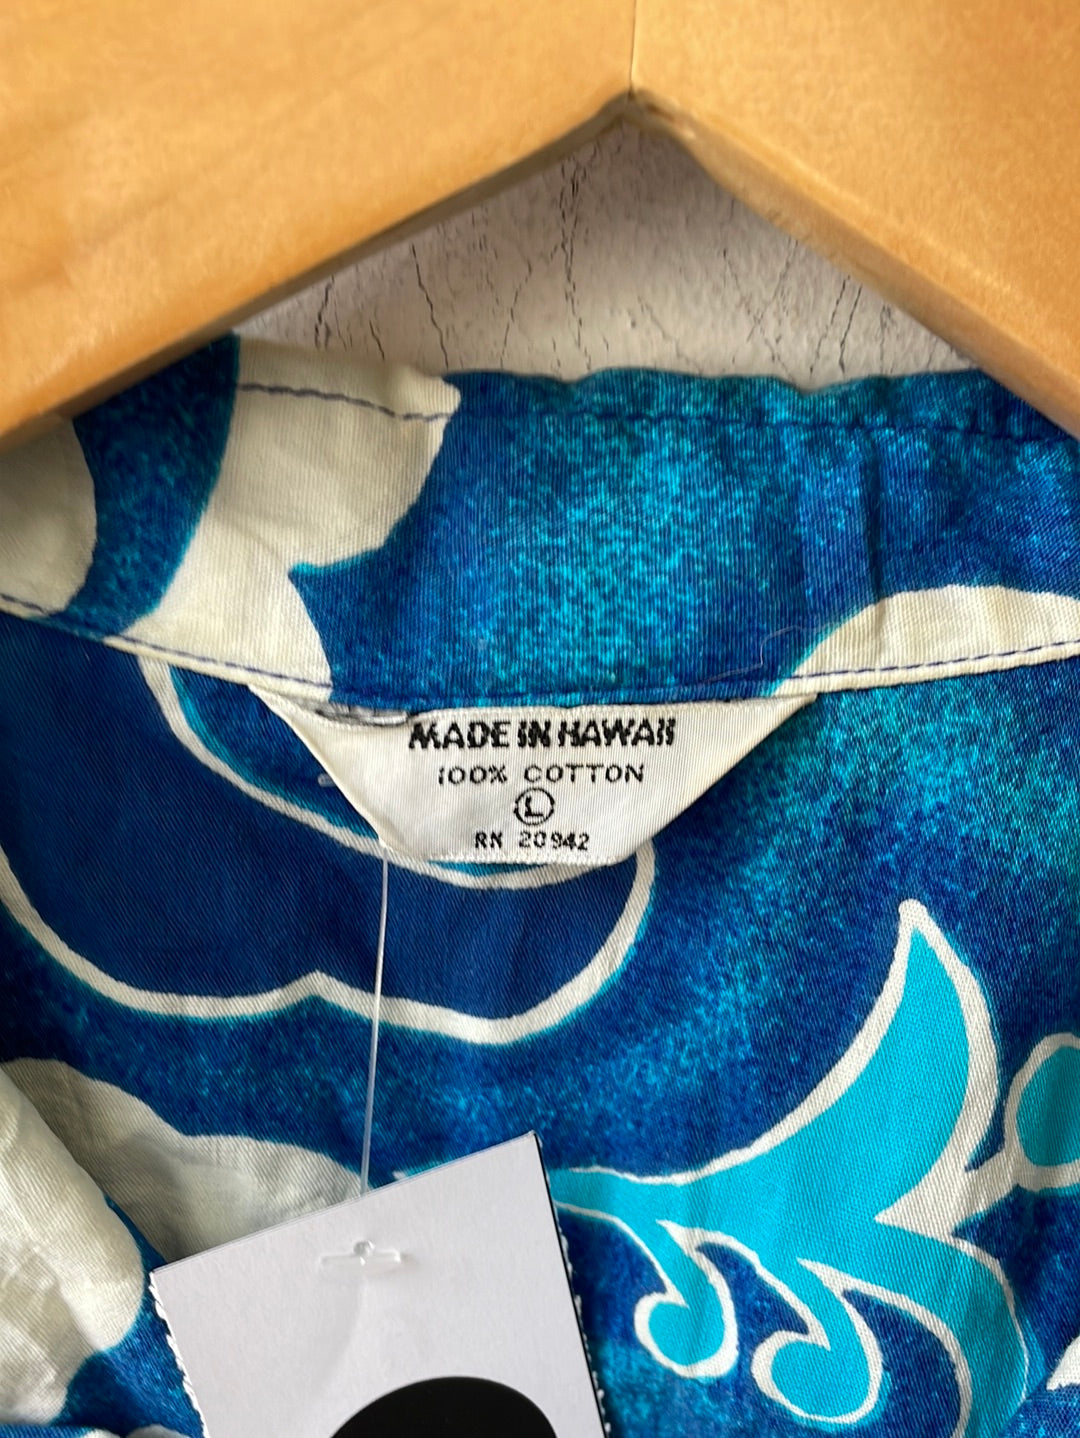 MADE IN HAWAII
100% COTTON
L
RN 20942